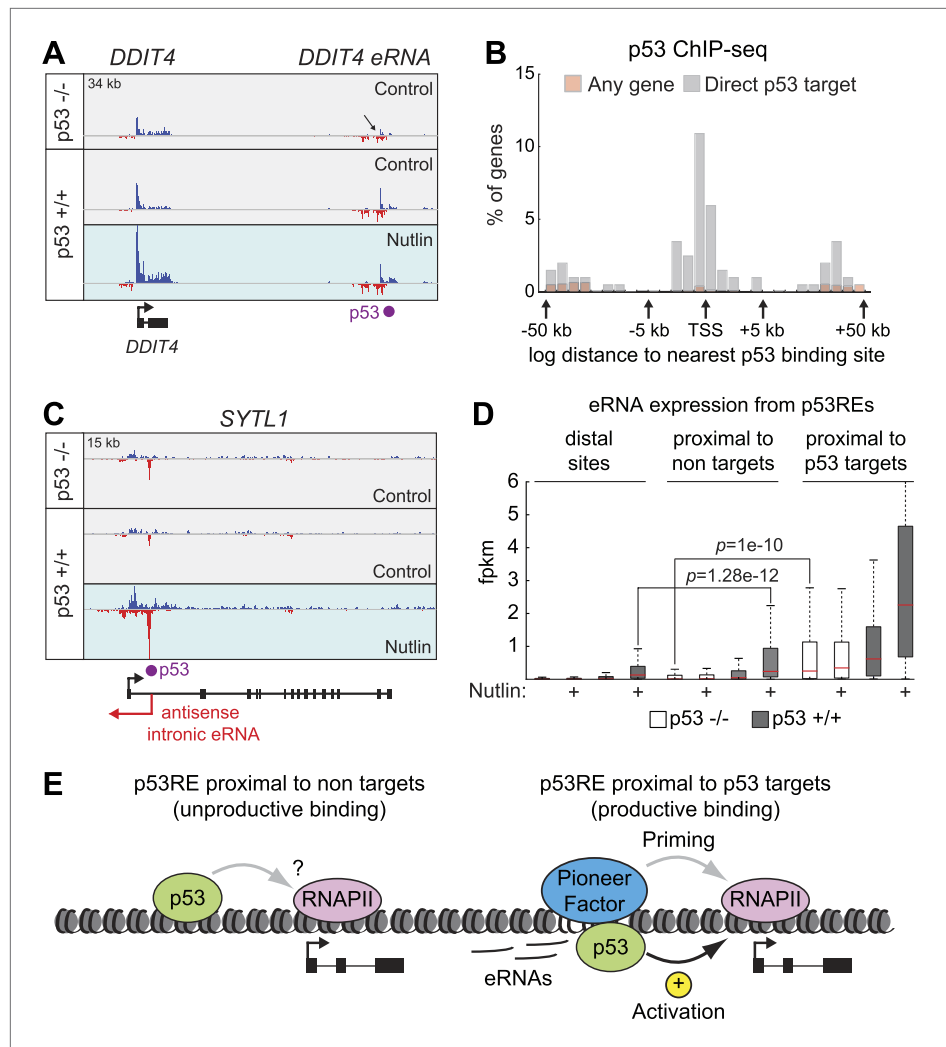 A
DDIT4
DDIT4 eRNA
34 kb
p53 -/-
Control
p53 +/+
Control
Nutlin
p53
DDIT4
B
p53 ChIP-seq
Any gene
Direct p53 target
% of genes
15
10
5
0
-50 kb
-5 kb
TSS
+5 kb
+50 kb
log distance to nearest p53 binding site
C
SYTL1
15 kb
p53 -/-
Control
p53 +/+
Control
Nutlin
p53
antisense
intronic eRNA
D
eRNA expression from p53REs
distal
sites
proximal to
non targets
proximal to
p53 targets
fpkm
6
5
4
3
2
1
p=1e-10
p=1.28e-12
Nutlin: + + + + + +
p53 -/-
p53 +/+
E
p53RE proximal to non targets
(unproductive binding)
p53
?
RNAPII
p53RE proximal to p53 targets
(productive binding)
Priming
Pioneer
Factor
RNAPII
p53
eRNAs
+
Activation